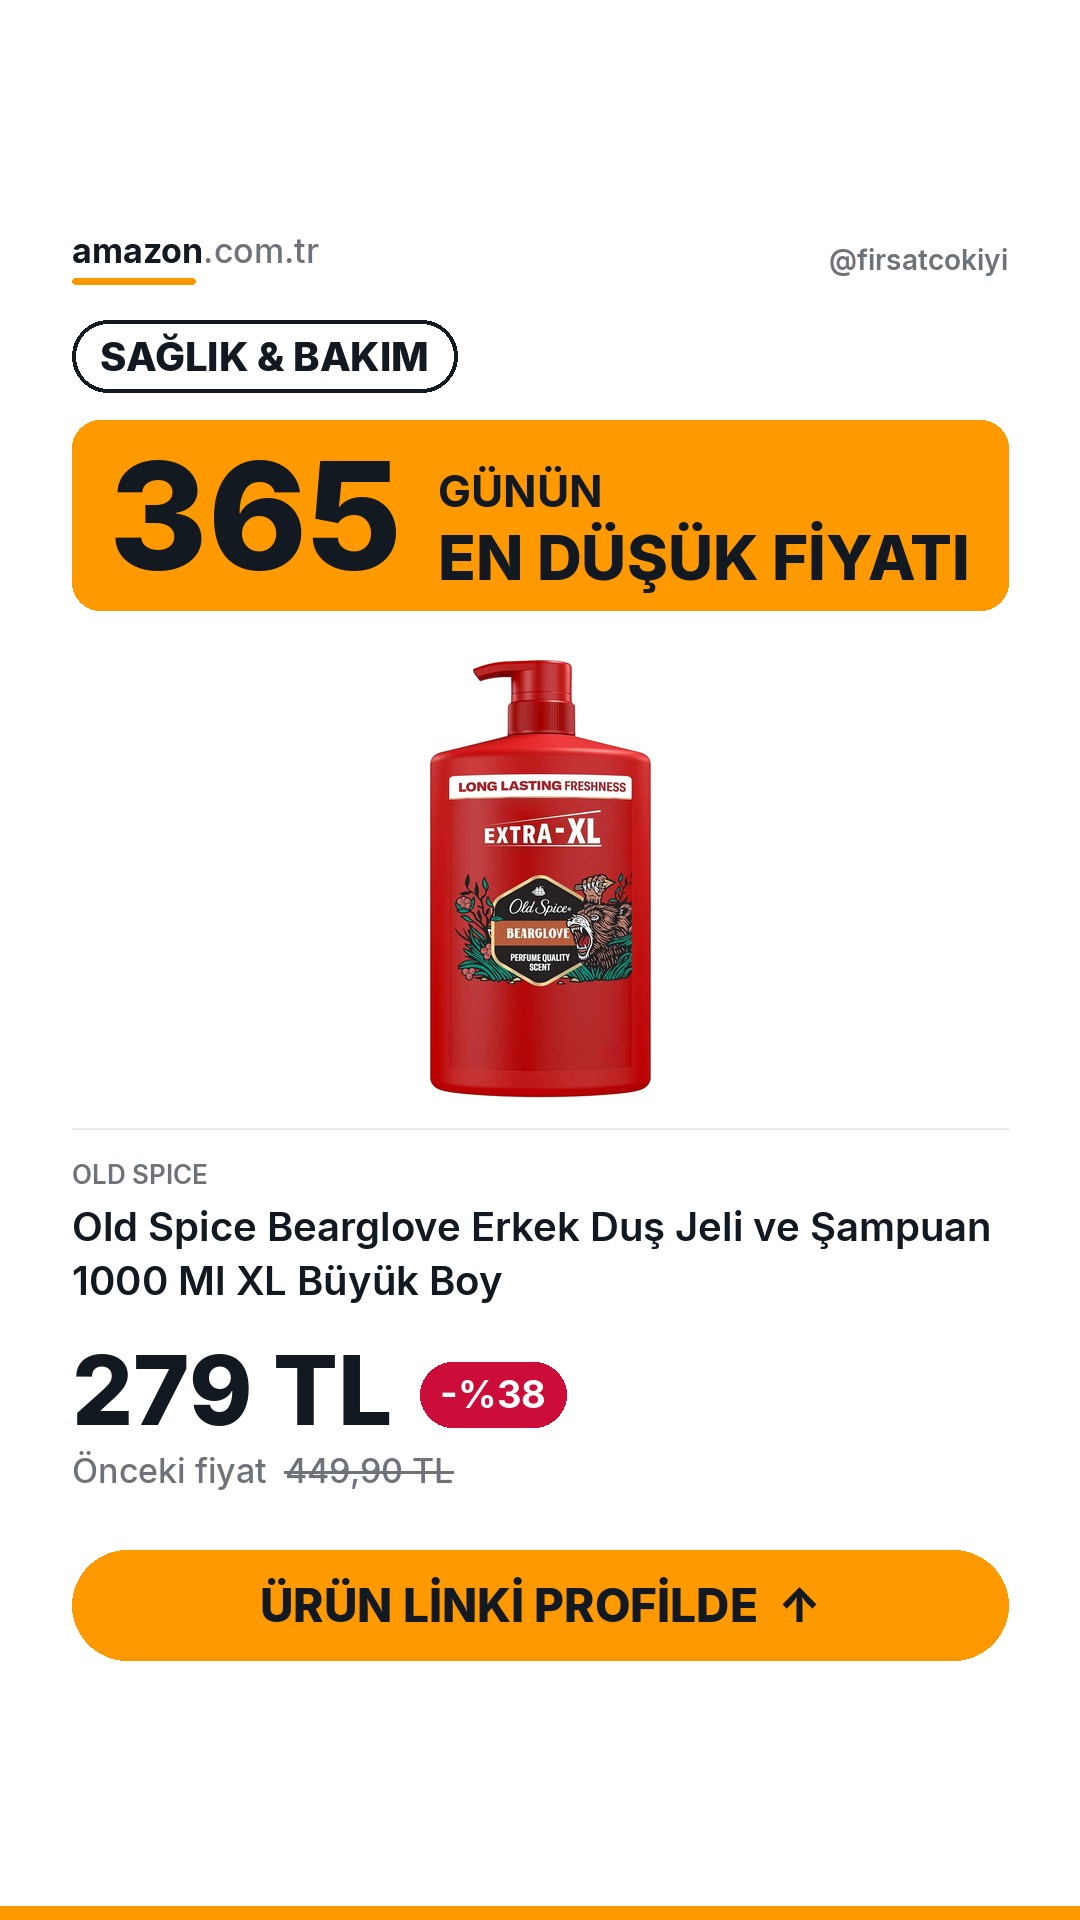 amazon.com.tr
@firsatcokiyi
SAĞLIK & BAKIM
365
GÜNÜN
EN DÜŞÜK FİYATI
LONG LASTING FRESHNESS
EXTRA-XL
Old Spice
BEARGLOVE
PERFUME QUALITY
SCENT
OLD SPICE
Old Spice Bearglove Erkek Duş Jeli ve Şampuan
1000 Ml XL Büyük Boy
279 TL -%38
Önceki fiyat 449,90 TL
ÜRÜN LİNKİ PROFİLDE ↑